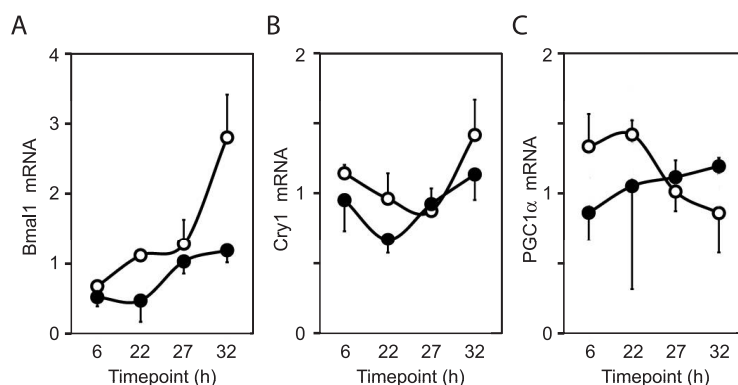 A
B
C
Bmal1 mRNA
4
3
2
1
0
6 22 27 32
Timepoint (h)
Cry1 mRNA
2
1
0
6 22 27 32
Timepoint (h)
PGC1α mRNA
2
1
0
6 22 27 32
Timepoint (h)